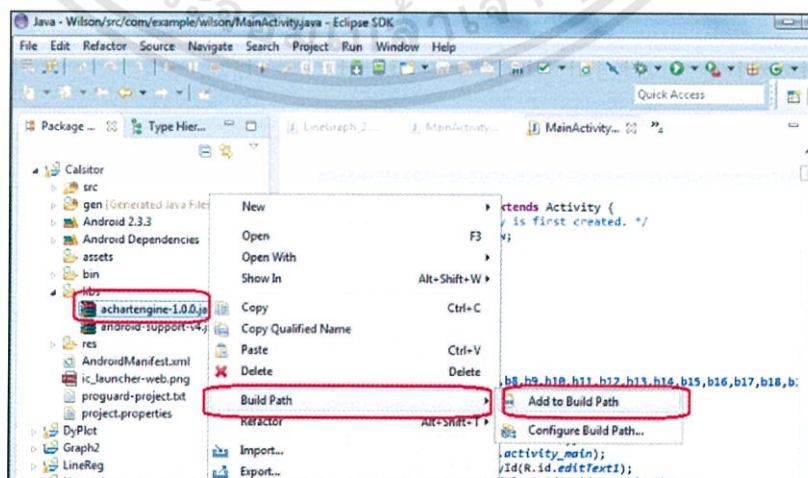 Java - Wilson/src/com/example/wilson/MainActivity.java - Eclipse SDK
File Edit Refactor Source Navigate Search Project Run Window Help
Quick Access
Package ... Type Hier... LineGraph_2... MainActivity... MainActivity... »4
Calsitor
src
gen [Generated Java Files
Android 2.3.3
Android Dependencies
assets
bin
libs
achartengine-1.0.0.ja
android-support-v4.j
res
AndroidManifest.xml
ic_launcher-web.png
proguard-project.txt
project.properties
DyPlot
Graph2
LineReg
New
Open F3
Open With
Show In Alt+Shift+W
Copy Ctrl+C
Copy Qualified Name
Paste Ctrl+V
Delete Delete
Build Path
Refactor Alt+Shift+T
Import...
Export...
Add to Build Path
Configure Build Path...
xtends Activity {
y is first created. */
,b8,b9,b10,b11,b12,b13,b14,b15,b16,b17,b18,b
.activity_main);
yId(R.id.editText1);